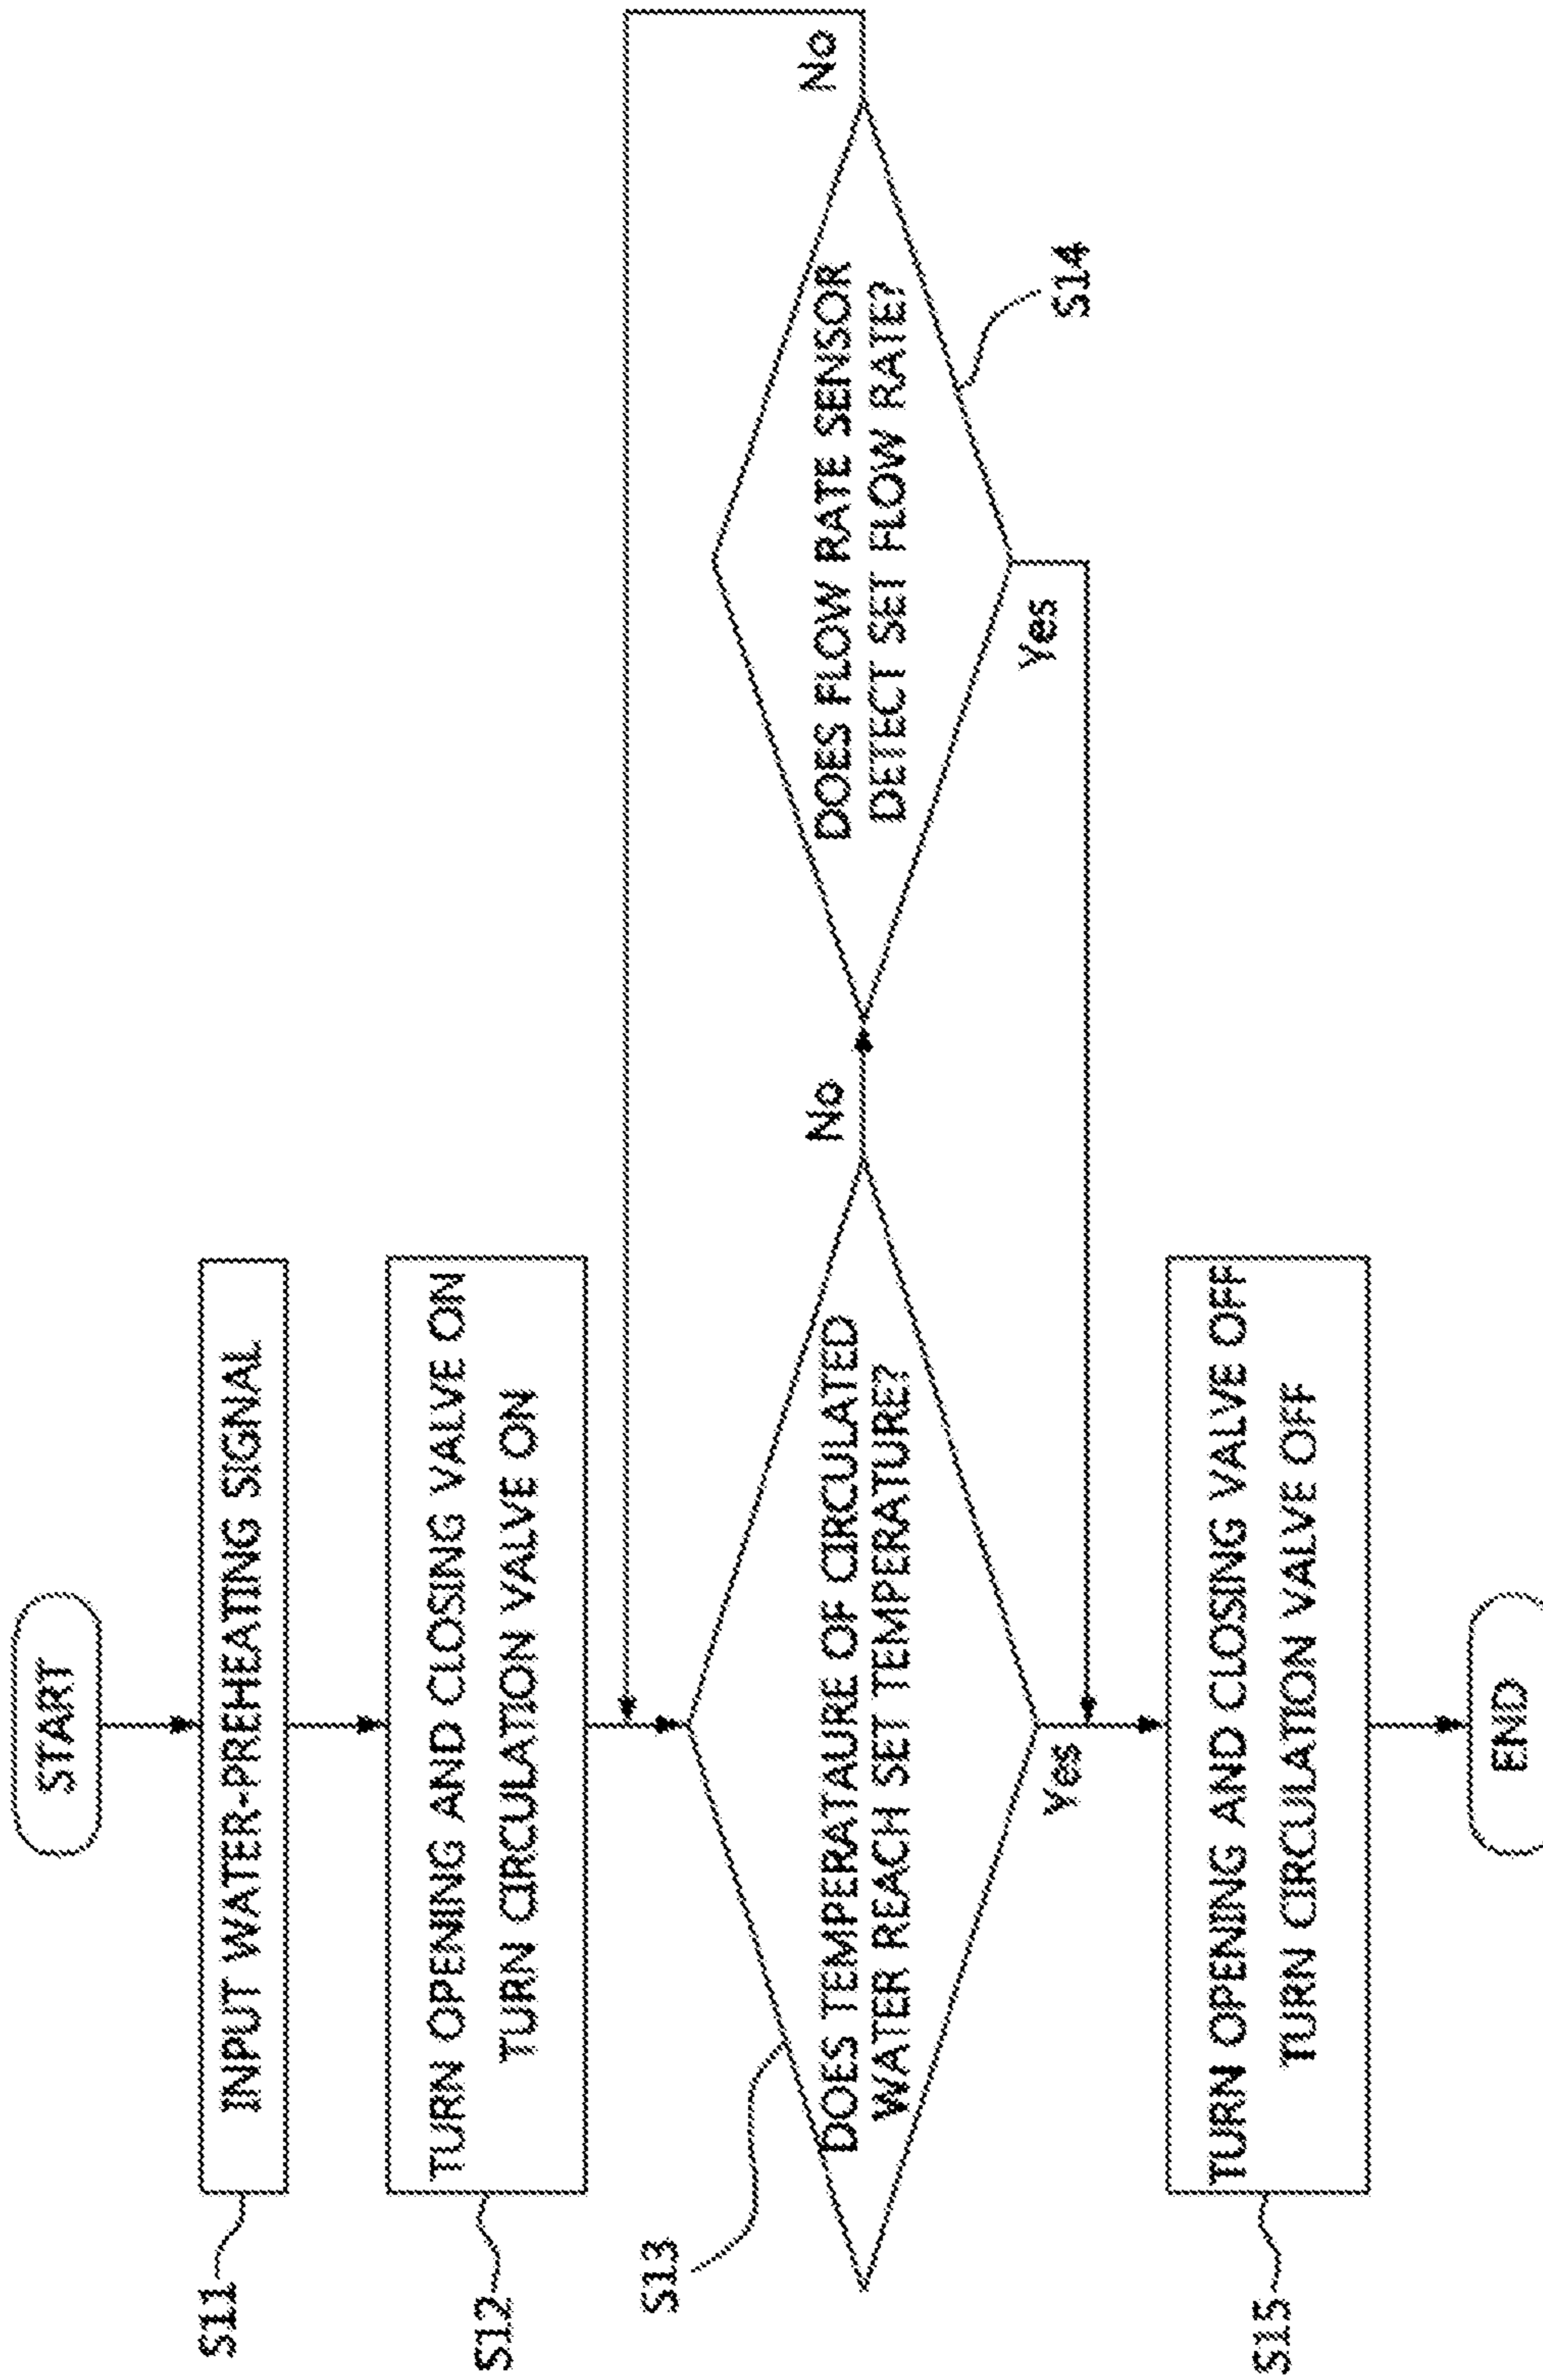 START
S11
INPUT WATER-PREHEATING SIGNAL
S12
TURN OPENING AND CLOSING VALVE ON
TURN CIRCULATION VALVE ON
S13
DOES TEMPERATAURE OF CIRCULATED
WATER REACH SET TEMPERATURE?
No
DOES FLOW RATE SENSOR
DETECT SET FLOW RATE?
No
S14
Yes
Yes
S15
TURN OPENING AND CLOSING VALVE OFF
TURN CIRCULATION VALVE OFF
END